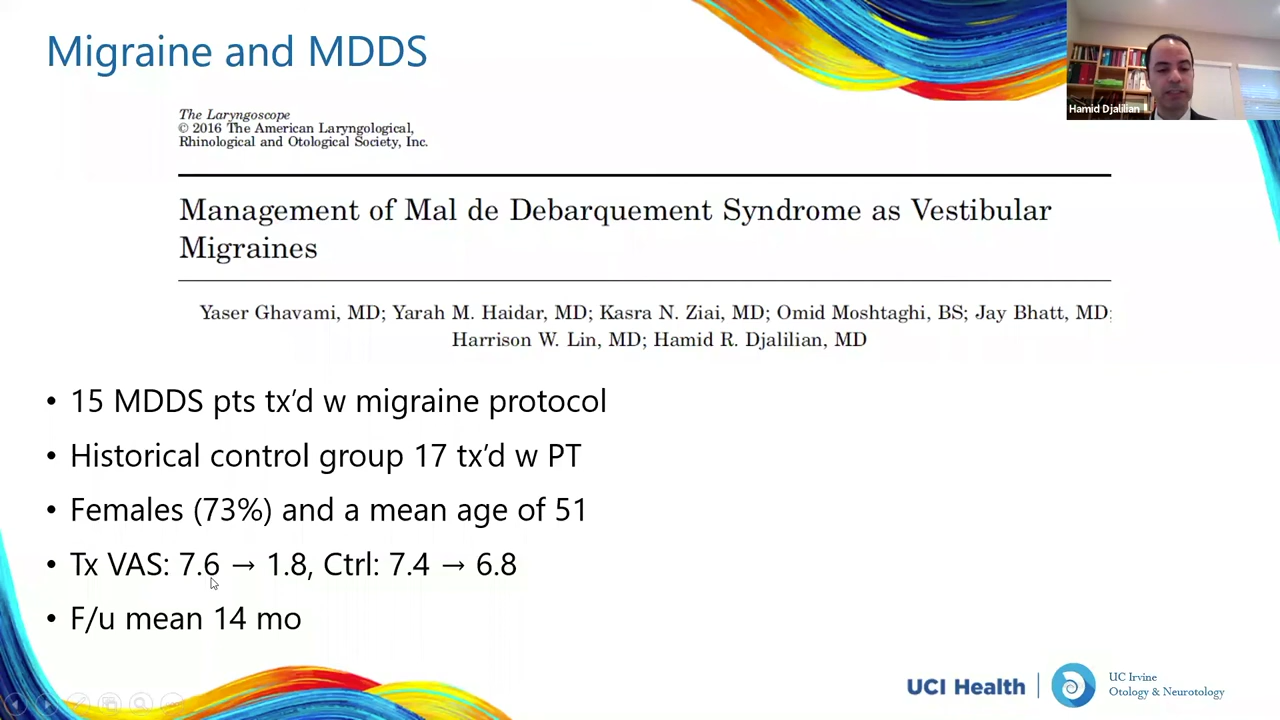 Migraine and MDDS
Hamid Djalilian
The Laryngoscope
© 2016 The American Laryngological,
Rhinological and Otological Society, Inc.
Management of Mal de Debarquement Syndrome as Vestibular
Migraines
Yaser Ghavami, MD; Yarah M. Haidar, MD; Kasra N. Ziai, MD; Omid Moshtaghi, BS; Jay Bhatt, MD;
Harrison W. Lin, MD; Hamid R. Djalilian, MD
• 15 MDDS pts tx’d w migraine protocol
• Historical control group 17 tx’d w PT
• Females (73%) and a mean age of 51
• Tx VAS: 7.6 → 1.8, Ctrl: 7.4 → 6.8
• F/u mean 14 mo
UCI Health
UC Irvine
Otology & Neurotology